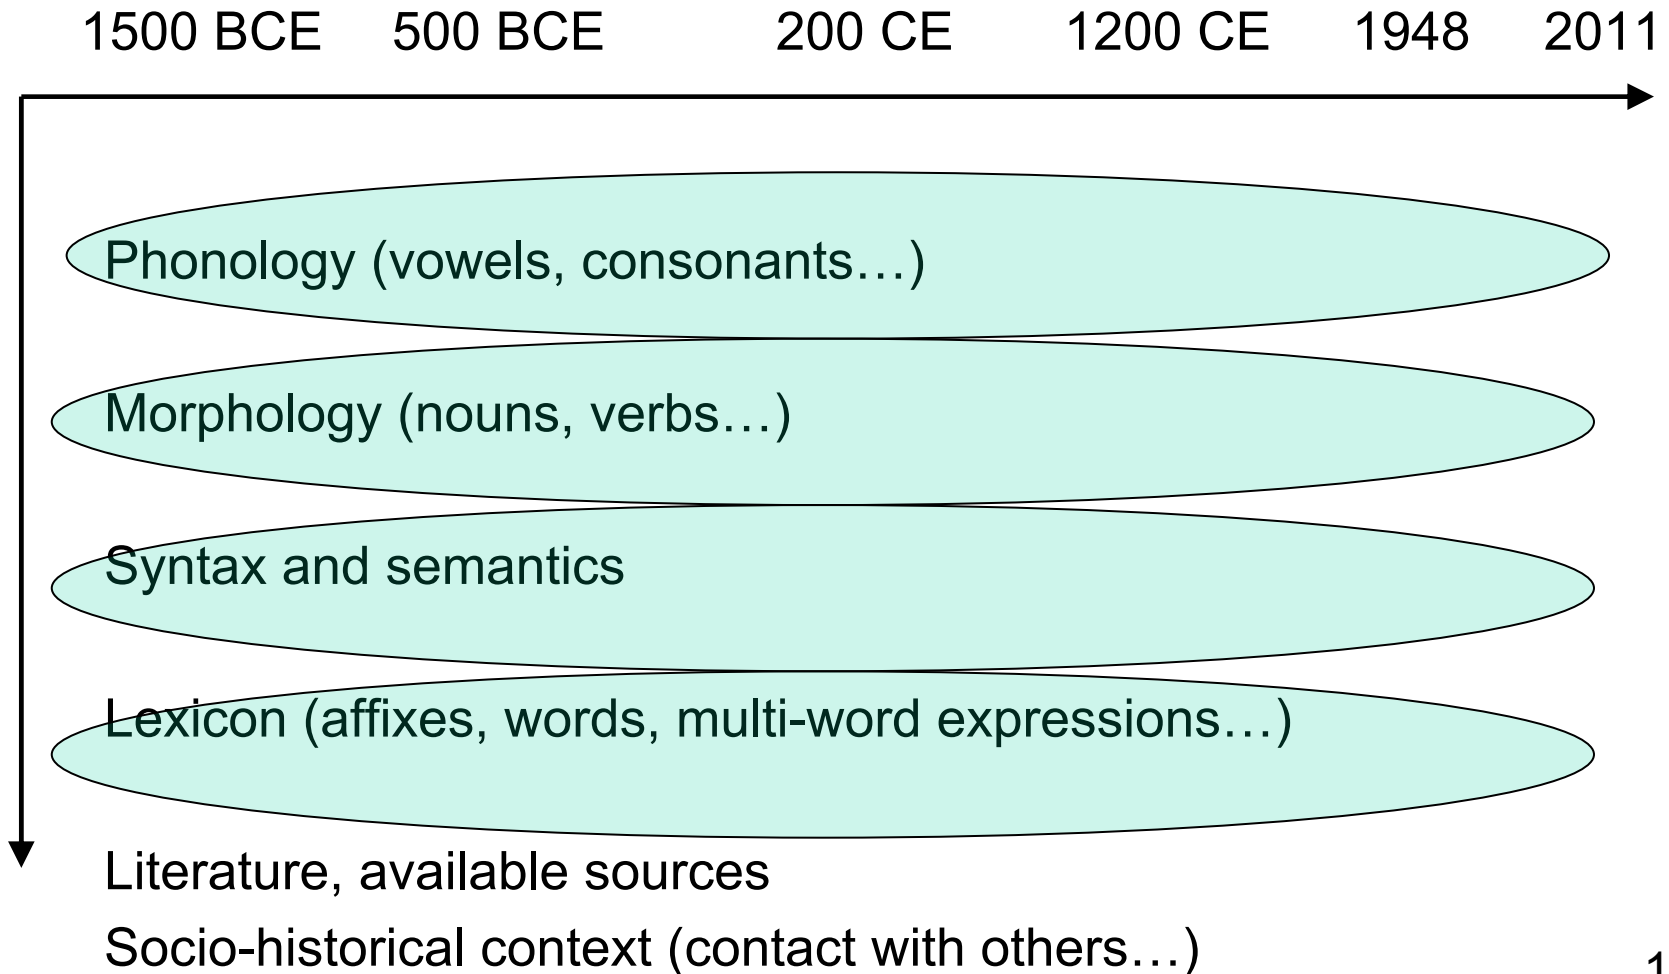 1500 BCE 500 BCE 200 CE 1200 CE 1948 2011
Phonology (vowels, consonants…)
Morphology (nouns, verbs…)
Syntax and semantics
Lexicon (affixes, words, multi-word expressions…)
Literature, available sources
Socio-historical context (contact with others…)
1